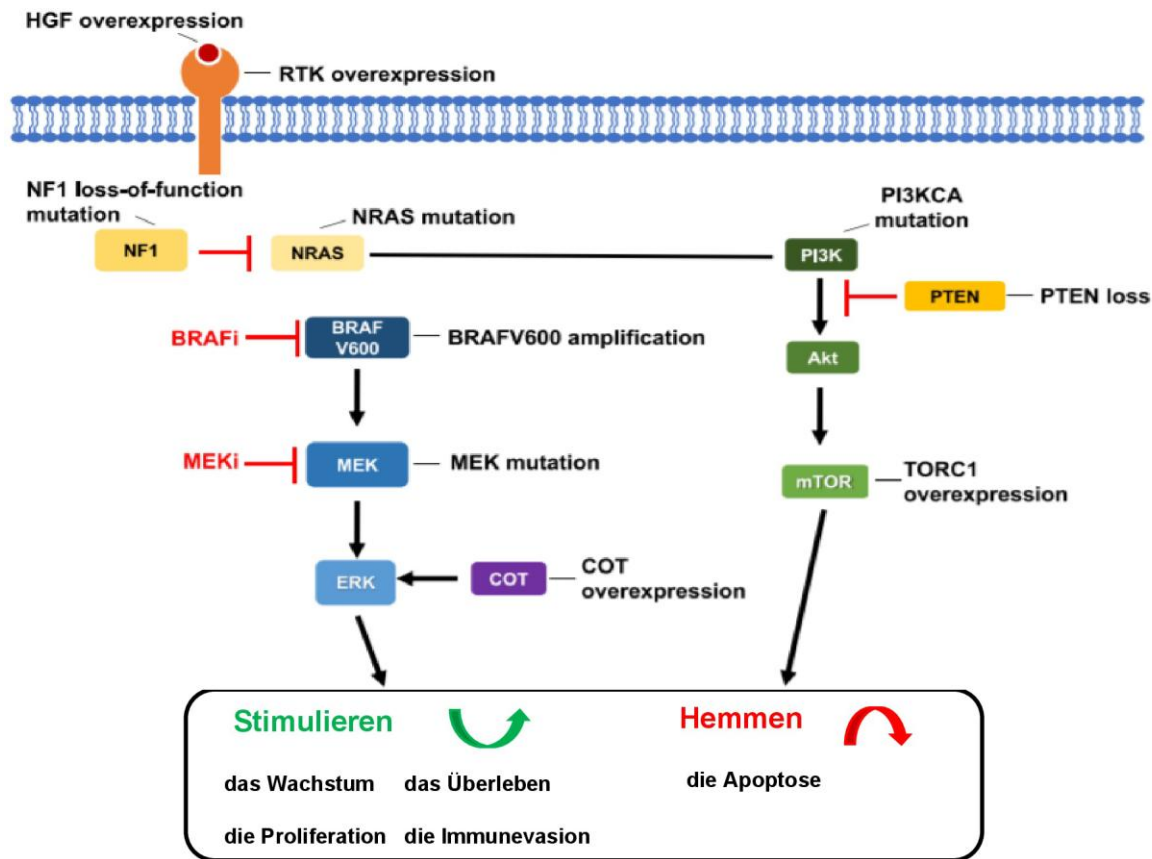 HGF overexpression
RTK overexpression
NF1 loss-of-function
mutation
NF1
NRAS mutation
NRAS
PI3KCA
mutation
PI3K
PTEN
PTEN loss
BRAFi
BRAF
V600
BRAFV600 amplification
Akt
MEKi
MEK
MEK mutation
mTOR
TORC1
overexpression
ERK
COT
COT
overexpression
Stimulieren
Hemmen
das Wachstum das Überleben
die Apoptose
die Proliferation die Immunevasion